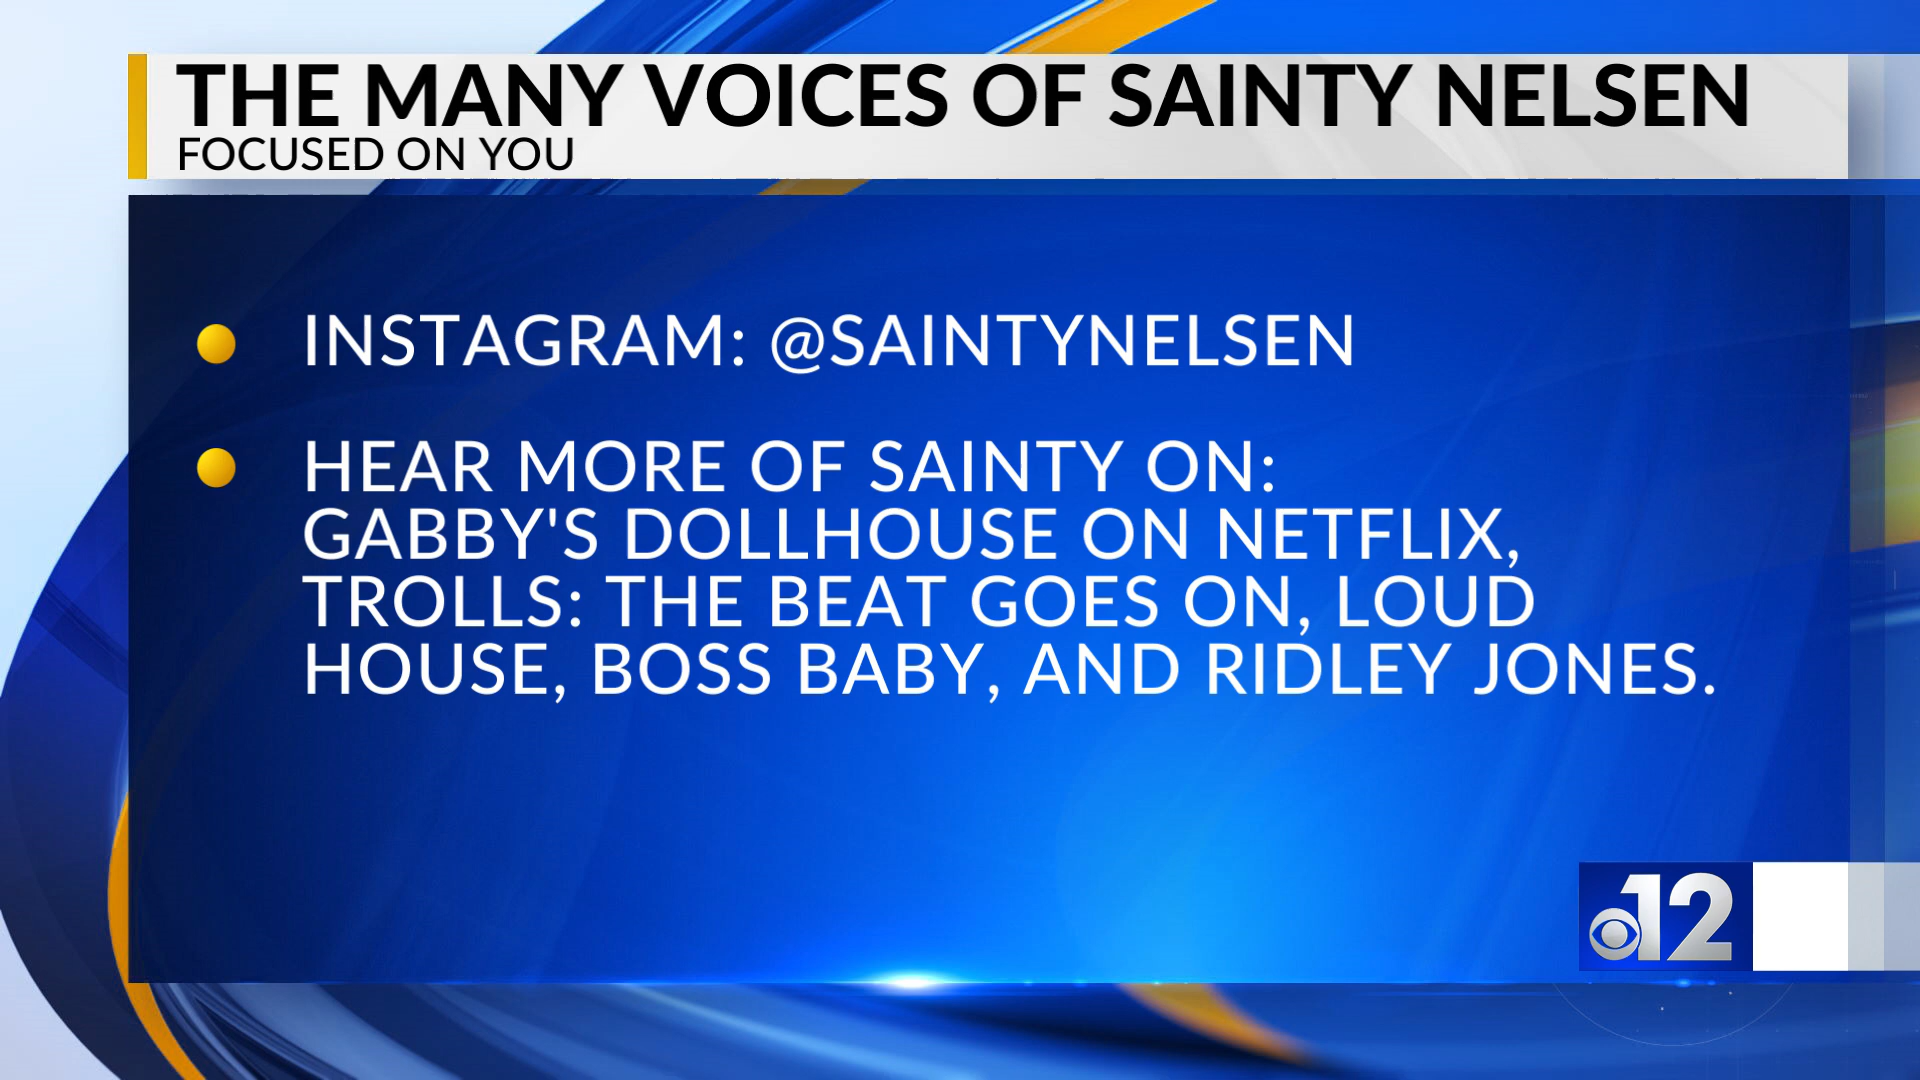 THE MANY VOICES OF SAINTY NELSEN
FOCUSED ON YOU
INSTAGRAM: @SAINTYNELSEN
HEAR MORE OF SAINTY ON:
GABBY'S DOLLHOUSE ON NETFLIX,
TROLLS: THE BEAT GOES ON, LOUD
HOUSE, BOSS BABY, AND RIDLEY JONES.
12